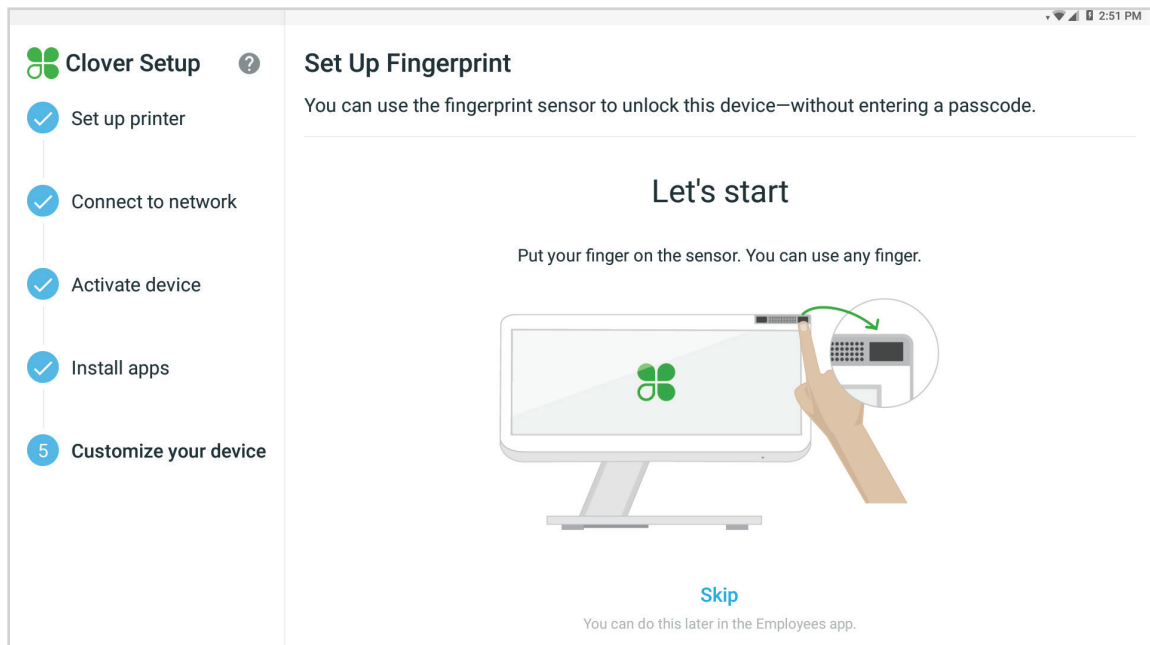 2:51 PM
Clover Setup ?
Set up printer
Connect to network
Activate device
Install apps
5 Customize your device
Set Up Fingerprint
You can use the fingerprint sensor to unlock this device—without entering a passcode.
Let's start
Put your finger on the sensor. You can use any finger.
Skip
You can do this later in the Employees app.